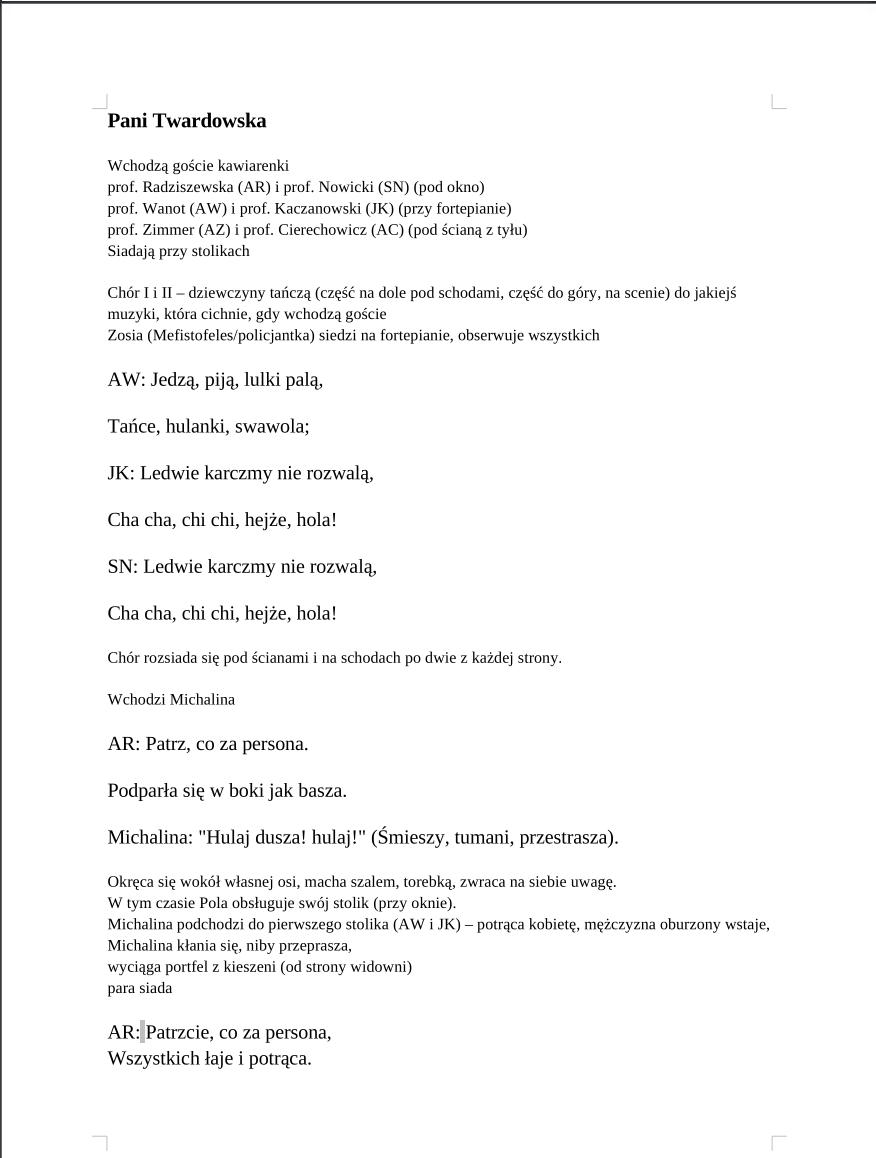 Pani Twardowska
Wchodzą goście kawiarenki
prof. Radziszewska (AR) i prof. Nowicki (SN) (pod okno)
prof. Wanot (AW) i prof. Kaczanowski (JK) (przy fortepianie)
prof. Zimmer (AZ) i prof. Cierechowicz (AC) (pod ścianą z tyłu)
Siadają przy stolikach
Chór I i II – dziewczyny tańczą (część na dole pod schodami, część do góry, na scenie) do jakiejś
muzyki, która cichnie, gdy wchodzą goście
Zosia (Mefistofeles/policjantka) siedzi na fortepianie, obserwuje wszystkich
AW: Jedzą, piją, lulki palą,
Tańce, hulanki, swawola;
JK: Ledwie karczmy nie rozwalą,
Cha cha, chi chi, hejże, hola!
SN: Ledwie karczmy nie rozwalą,
Cha cha, chi chi, hejże, hola!
Chór rozsiada się pod ścianami i na schodach po dwie z każdej strony.
Wchodzi Michalina
AR: Patrz, co za persona.
Podparła się w boki jak basza.
Michalina: "Hulaj dusza! hulaj!" (Śmieszy, tumani, przestrasza).
Okręca się wokół własnej osi, macha szalem, torebką, zwraca na siebie uwagę.
W tym czasie Pola obsługuje swój stolik (przy oknie).
Michalina podchodzi do pierwszego stolika (AW i JK) – potrąca kobietę, mężczyzna oburzony wstaje,
Michalina kłania się, niby przeprasza,
wyciąga portfel z kieszeni (od strony widowni)
para siada
AR: Patrzcie, co za persona,
Wszystkich łaje i potrąca.